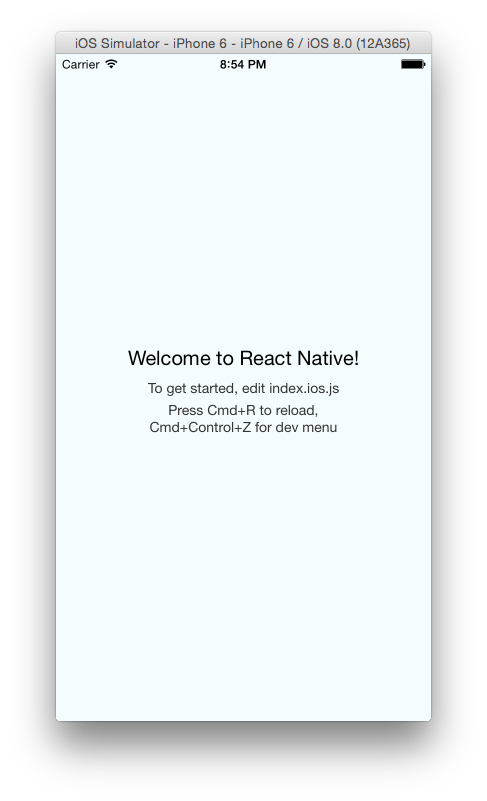 iOS Simulator - iPhone 6 - iPhone 6 / iOS 8.0 (12A365)
Carrier 8:54 PM
Welcome to React Native!
To get started, edit index.ios.js
Press Cmd+R to reload,
Cmd+Control+Z for dev menu